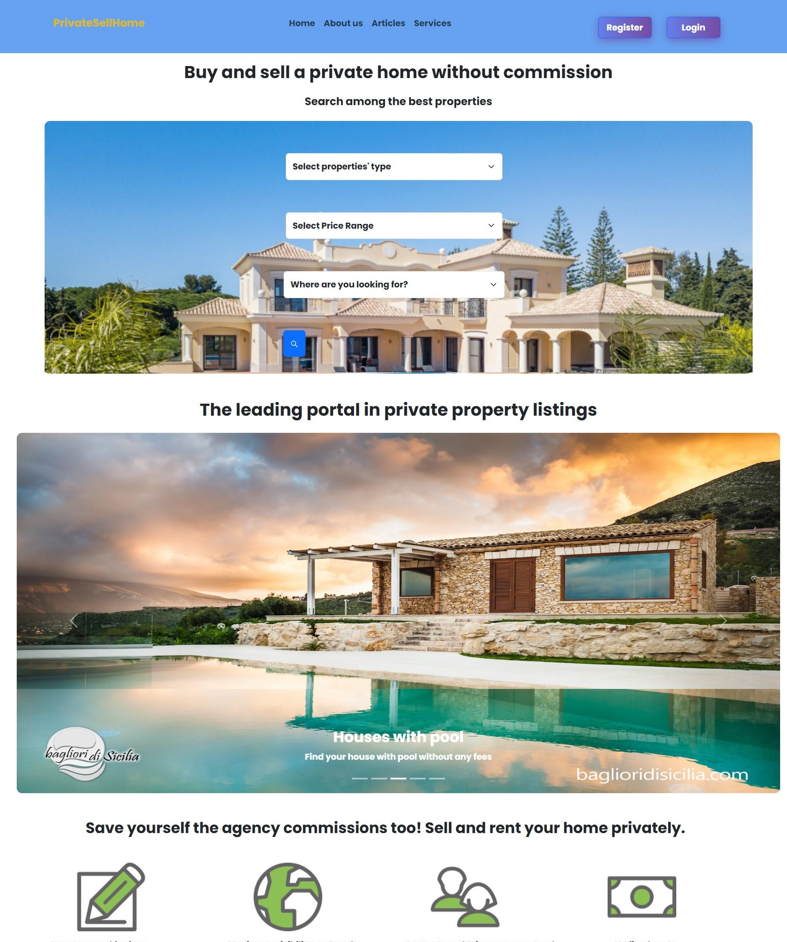 PrivateSellHome
Home About us Articles Services
Register Login
Buy and sell a private home without commission
Search among the best properties
Select properties' type
Select Price Range
Where are you looking for?
The leading portal in private property listings
Houses with pool
Find your house with pool without any fees
bagliori di Sicilia
baglioridisicilia.com
Save yourself the agency commissions too! Sell and rent your home privately.